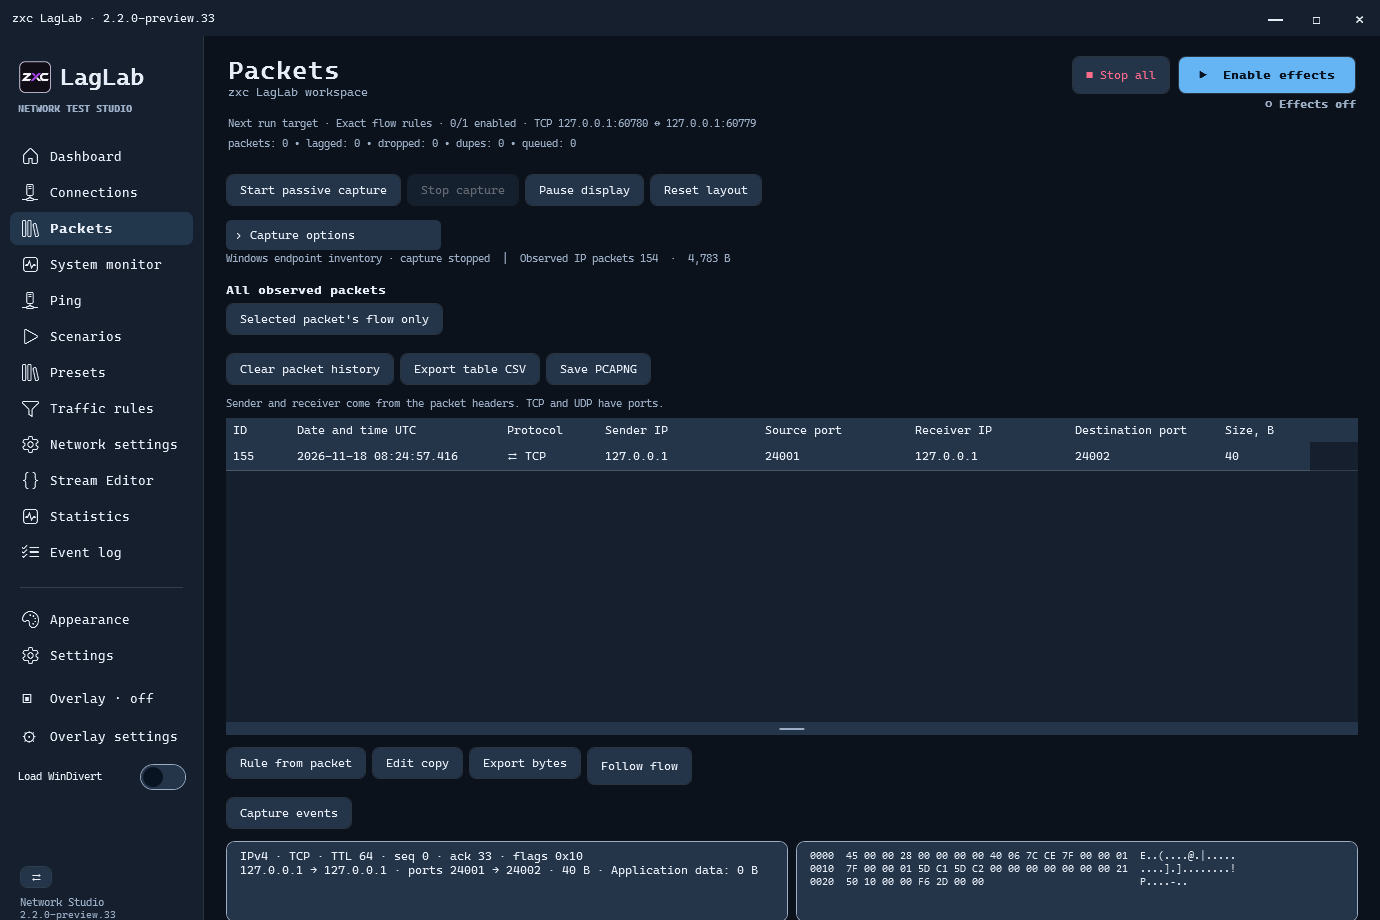 zxc LagLab · 2.2.0-preview.33
zxc LagLab
NETWORK TEST STUDIO
Dashboard
Connections
Packets
System monitor
Ping
Scenarios
Presets
Traffic rules
Network settings
Stream Editor
Statistics
Event log
Appearance
Settings
Overlay · off
Overlay settings
Load WinDivert
Network Studio
2.2.0-preview.33
Packets
zxc LagLab workspace
Stop all
Enable effects
Effects off
Next run target · Exact flow rules · 0/1 enabled · TCP 127.0.0.1:60780 ↔ 127.0.0.1:60779
packets: 0 • lagged: 0 • dropped: 0 • dupes: 0 • queued: 0
Start passive capture Stop capture Pause display Reset layout
› Capture options
Windows endpoint inventory · capture stopped | Observed IP packets 154 · 4,783 B
All observed packets
Selected packet's flow only
Clear packet history Export table CSV Save PCAPNG
Sender and receiver come from the packet headers. TCP and UDP have ports.
ID Date and time UTC Protocol Sender IP Source port Receiver IP Destination port Size, B
155 2026-11-18 08:24:57.416 ⇄ TCP 127.0.0.1 24001 127.0.0.1 24002 40
Rule from packet Edit copy Export bytes Follow flow
Capture events
IPv4 · TCP · TTL 64 · seq 0 · ack 33 · flags 0x10
127.0.0.1 → 127.0.0.1 · ports 24001 → 24002 · 40 B · Application data: 0 B
0000 45 00 00 28 00 00 00 00 40 06 7C CE 7F 00 00 01 E..(....@.|.....
0010 7F 00 00 01 5D C1 5D C2 00 00 00 00 00 00 00 21 ....].]........!
0020 50 10 00 00 F6 2D 00 00 P....-..